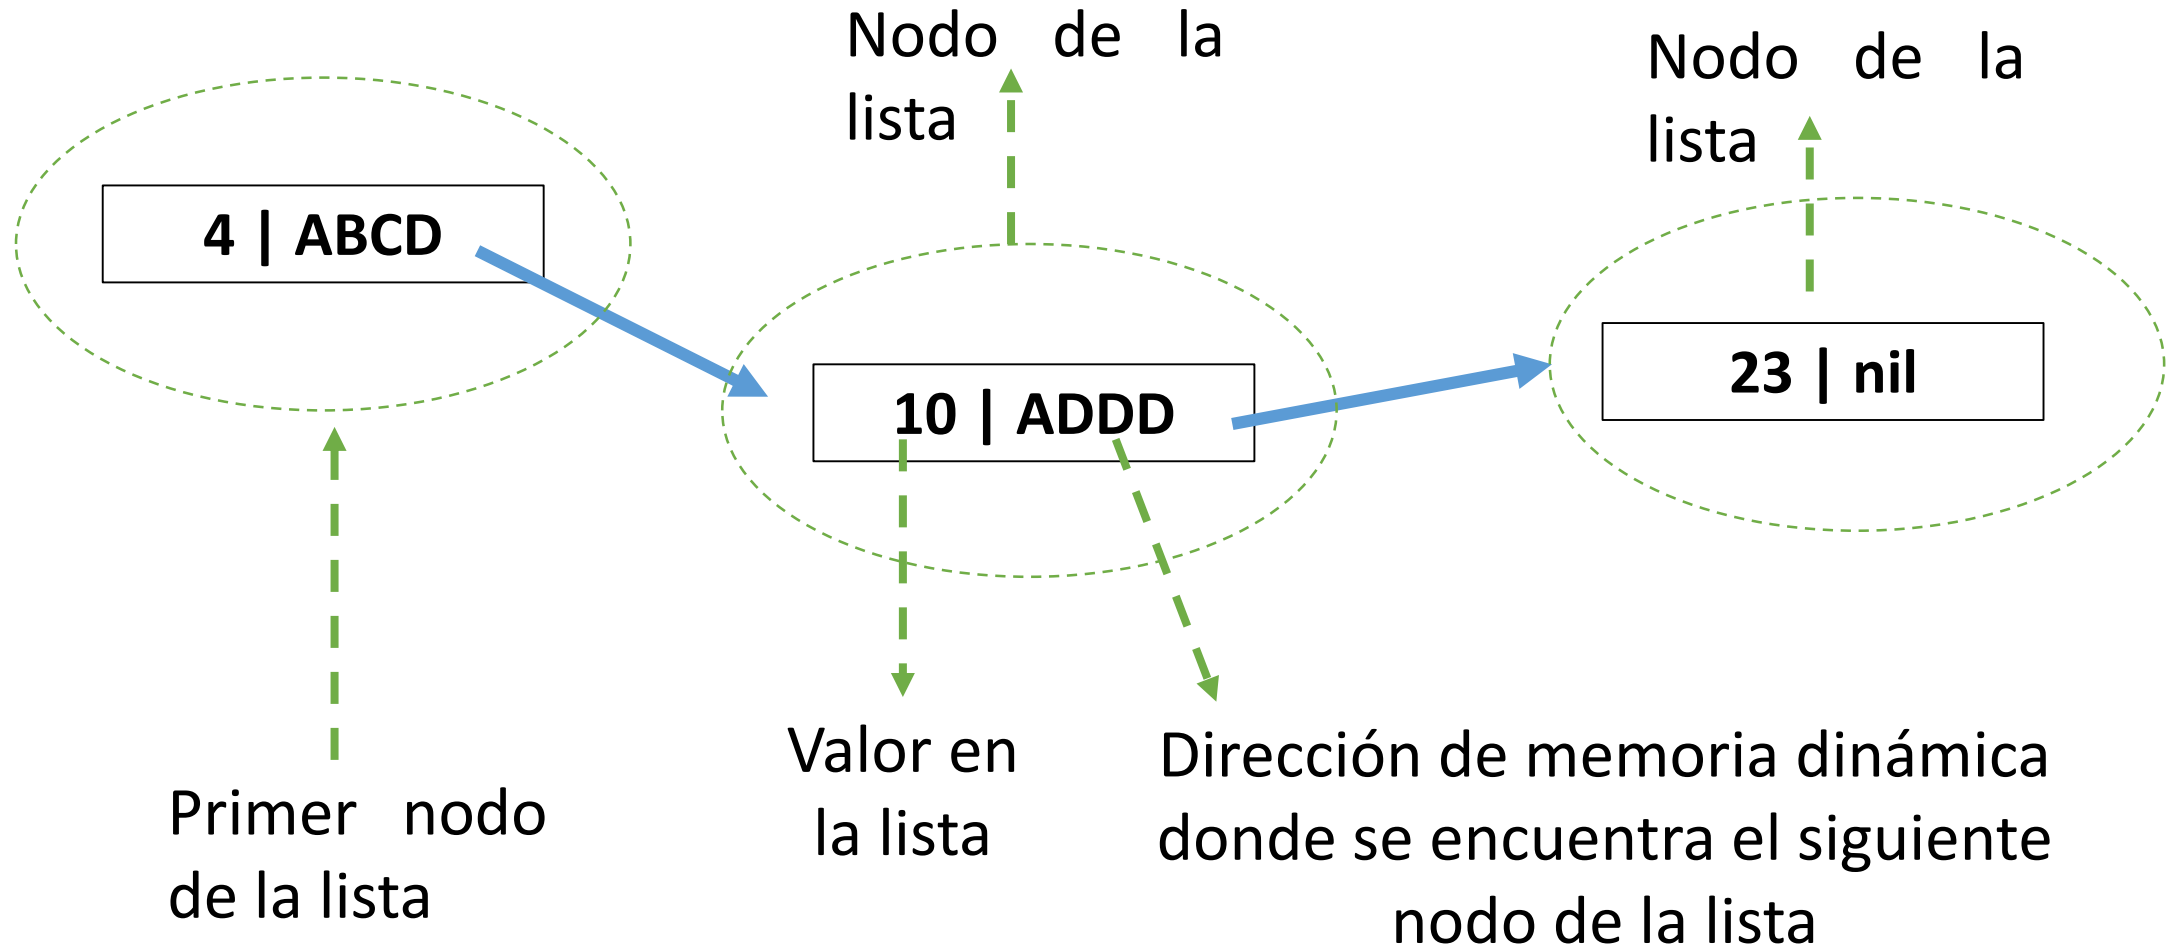 Nodo de la
lista
Nodo de la
lista
4 | ABCD
10 | ADDD
23 | nil
Primer nodo
de la lista
Valor en
la lista
Dirección de memoria dinámica
donde se encuentra el siguiente
nodo de la lista